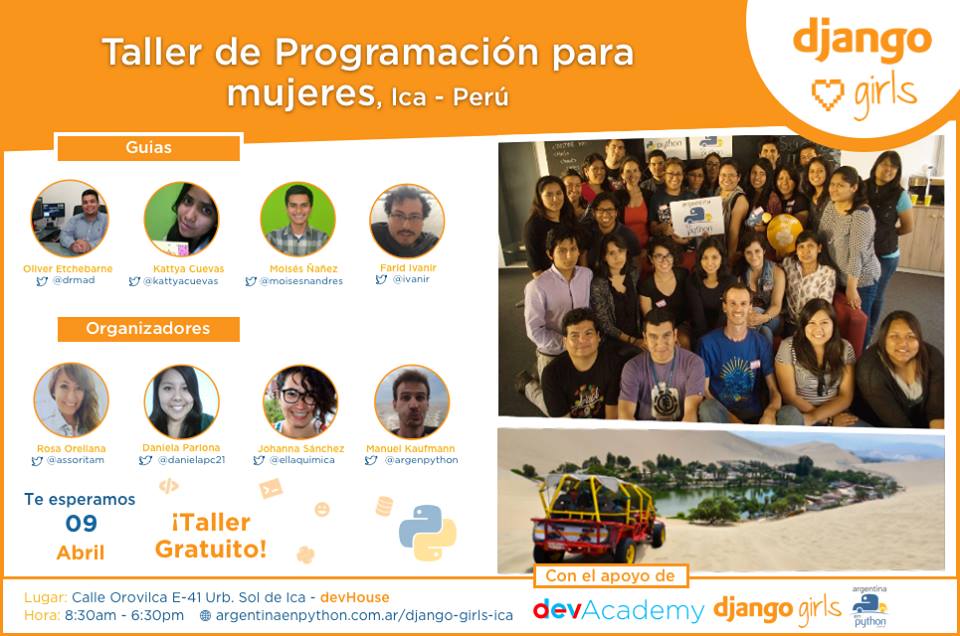 Taller de Programación para
mujeres, Ica - Perú
django
girls
Guias
Oliver Etchebarne
@drmad
Kattya Cuevas
@kattyacuevas
Moisés Ñañez
@moisesnandres
Farid Ivanir
@ivanir
Organizadores
Rosa Orellana
@assoritam
Daniela Parlona
@danielapc21
Johanna Sánchez
@ellaquimica
Manuel Kaufmann
@argenpython
argentina
en
python
Te esperamos
09
Abril
¡Taller
Gratuito!
Con el apoyo de
devAcademy
django girls
argentina
en
python
Lugar: Calle Orovilca E-41 Urb. Sol de Ica - devHouse
Hora: 8:30am - 6:30pm argentinaenpython.com.ar/django-girls-ica